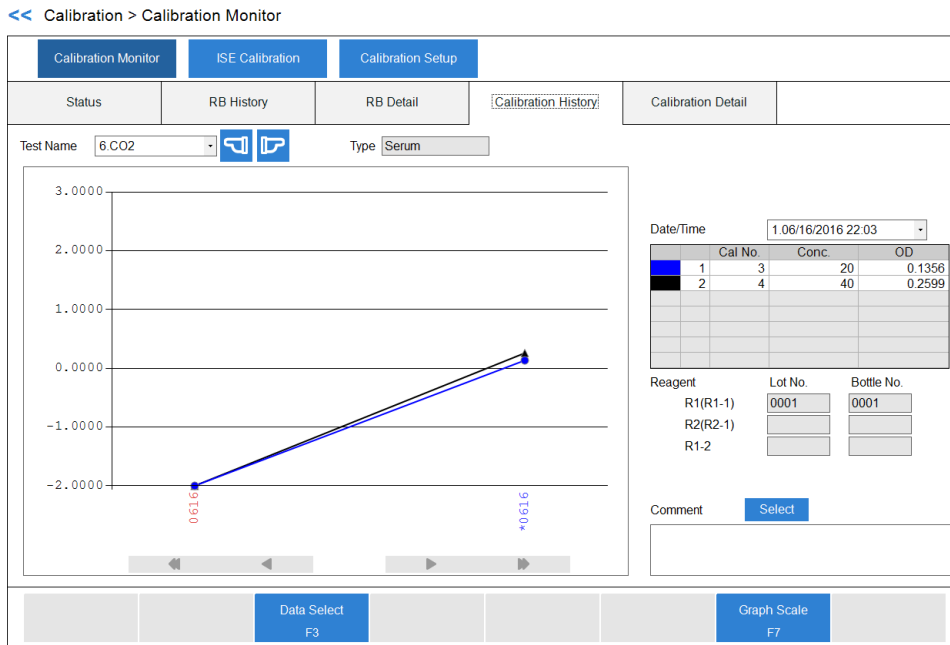 << Calibration > Calibration Monitor
Calibration Monitor ISE Calibration Calibration Setup
Status RB History RB Detail Calibration History Calibration Detail
Test Name 6.CO2 Type Serum
3.0000
2.0000
1.0000
0.0000
-1.0000
-2.0000
0616 *0616
Date/Time 1.06/16/2016 22:03
Cal No. Conc. OD
1 3 20 0.1356
2 4 40 0.2599
Reagent Lot No. Bottle No.
R1(R1-1) 0001 0001
R2(R2-1)
R1-2
Comment Select
Data Select Graph Scale
F3 F7